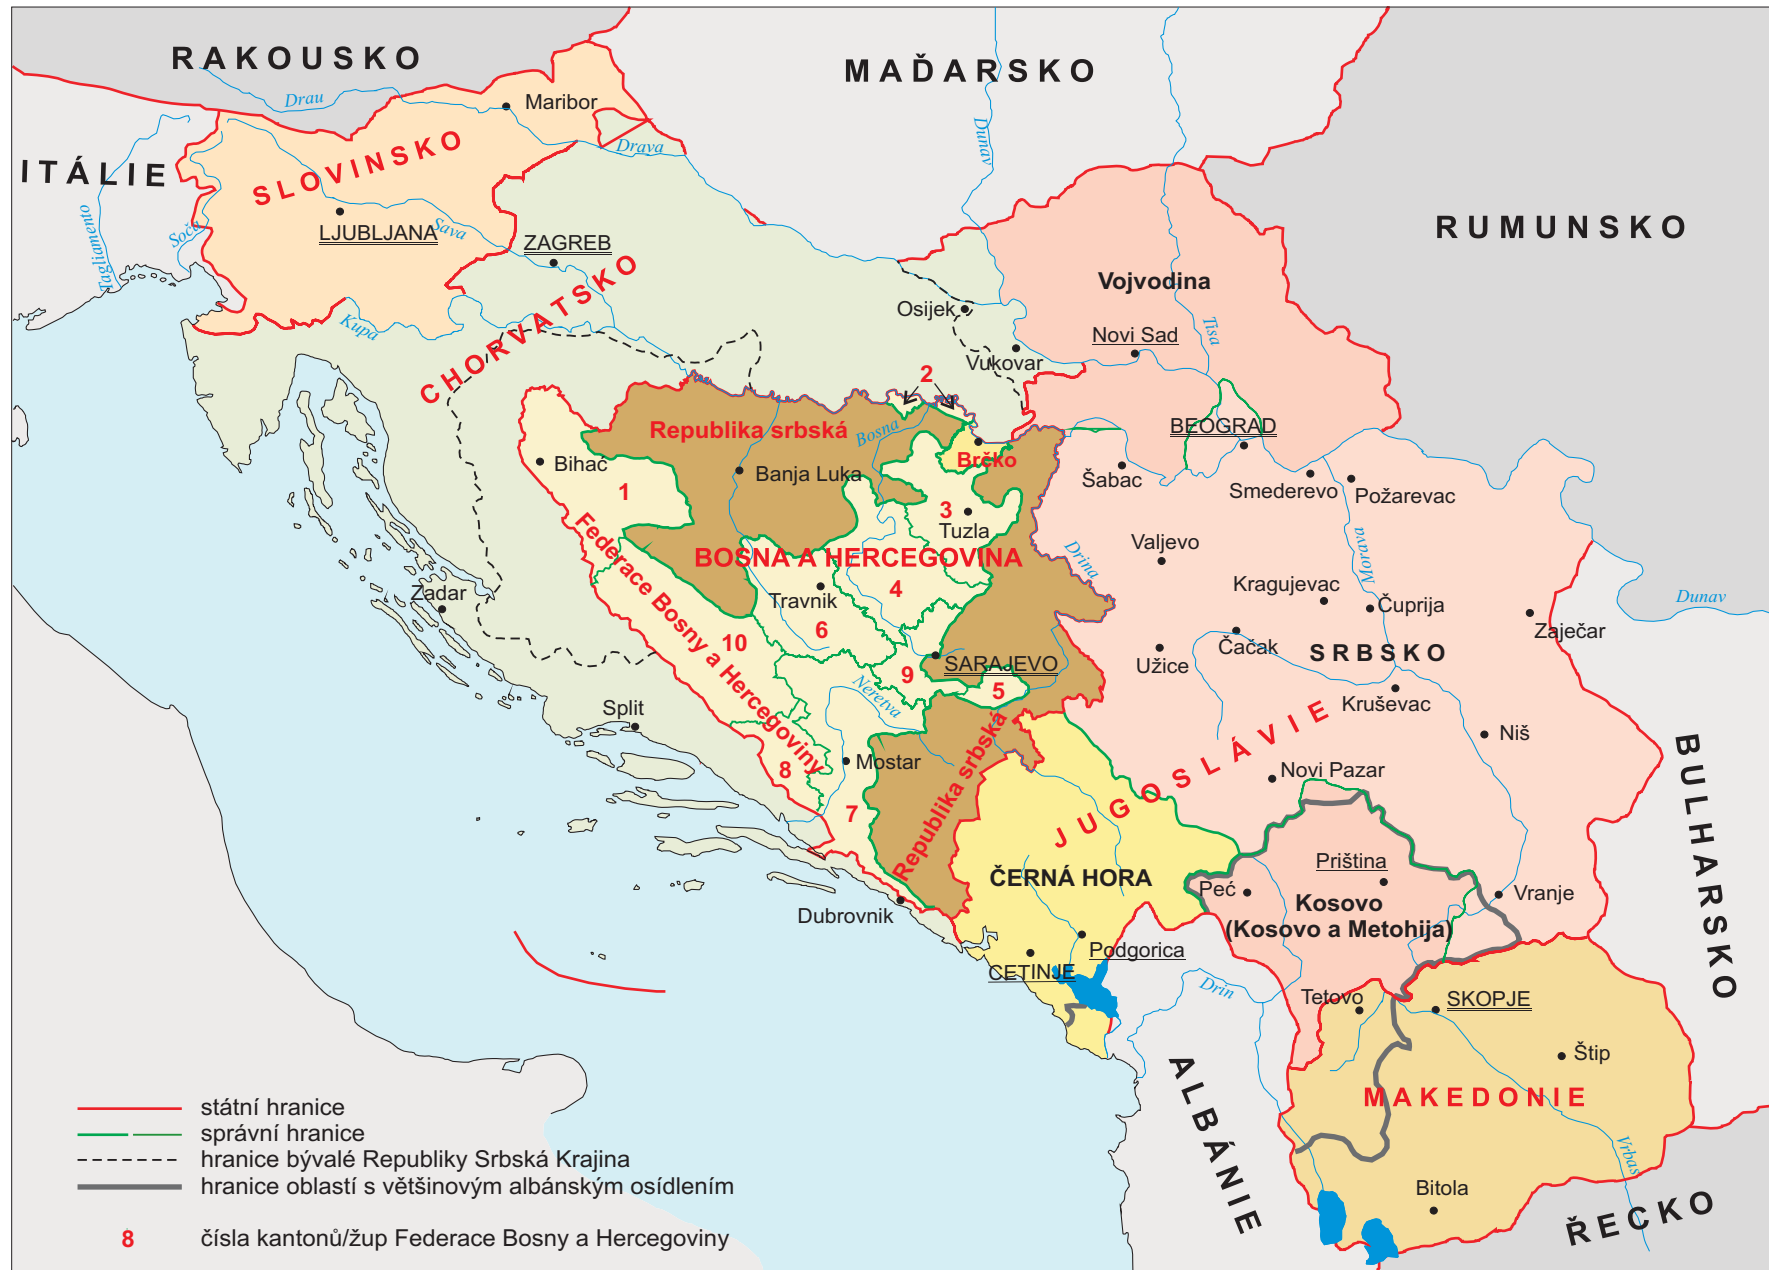 RAKOUSKO
MAĎARSKO
Drau
Maribor
Dunav
Drava
ITÁLIE
SLOVINSKO
Tagliamento
Soča
LJUBLJANA
Sava
ZAGREB
RUMUNSKO
CHORVATSKO
Vojvodina
Osijek
Kupa
Tisa
Novi Sad
Vukovar
2
Republika srbská
Bosna
BEOGRAD
Bihać
Banja Luka
Brčko
Šabac
Smederevo
Požarevac
1
3
Tuzla
Federace Bosny a Hercegoviny
BOSNA A HERCEGOVINA
Drina
Valjevo
Morava
4
Kragujevac
Zadar
Travnik
Čuprija
Dunav
6
Zaječar
10
Čačak
SRBSKO
SARAJEVO
Užice
9
5
Neretva
Kruševac
Split
Niš
JUGOSLÁVIE
BULHARSKO
Mostar
8
Novi Pazar
7
Republika srbská
Priština
ČERNÁ HORA
Peć
Vranje
Kosovo
(Kosovo a Metohija)
Dubrovnik
Podgorica
CETINJE
Drin
Tetovo
SKOPJE
Štip
ALBÁNIE
MAKEDONIE
Vrbas
Bitola
ŘECKO
státní hranice
správní hranice
hranice bývalé Republiky Srbská Krajina
hranice oblastí s většinovým albánským osídlením
8 čísla kantonů/žup Federace Bosny a Hercegoviny